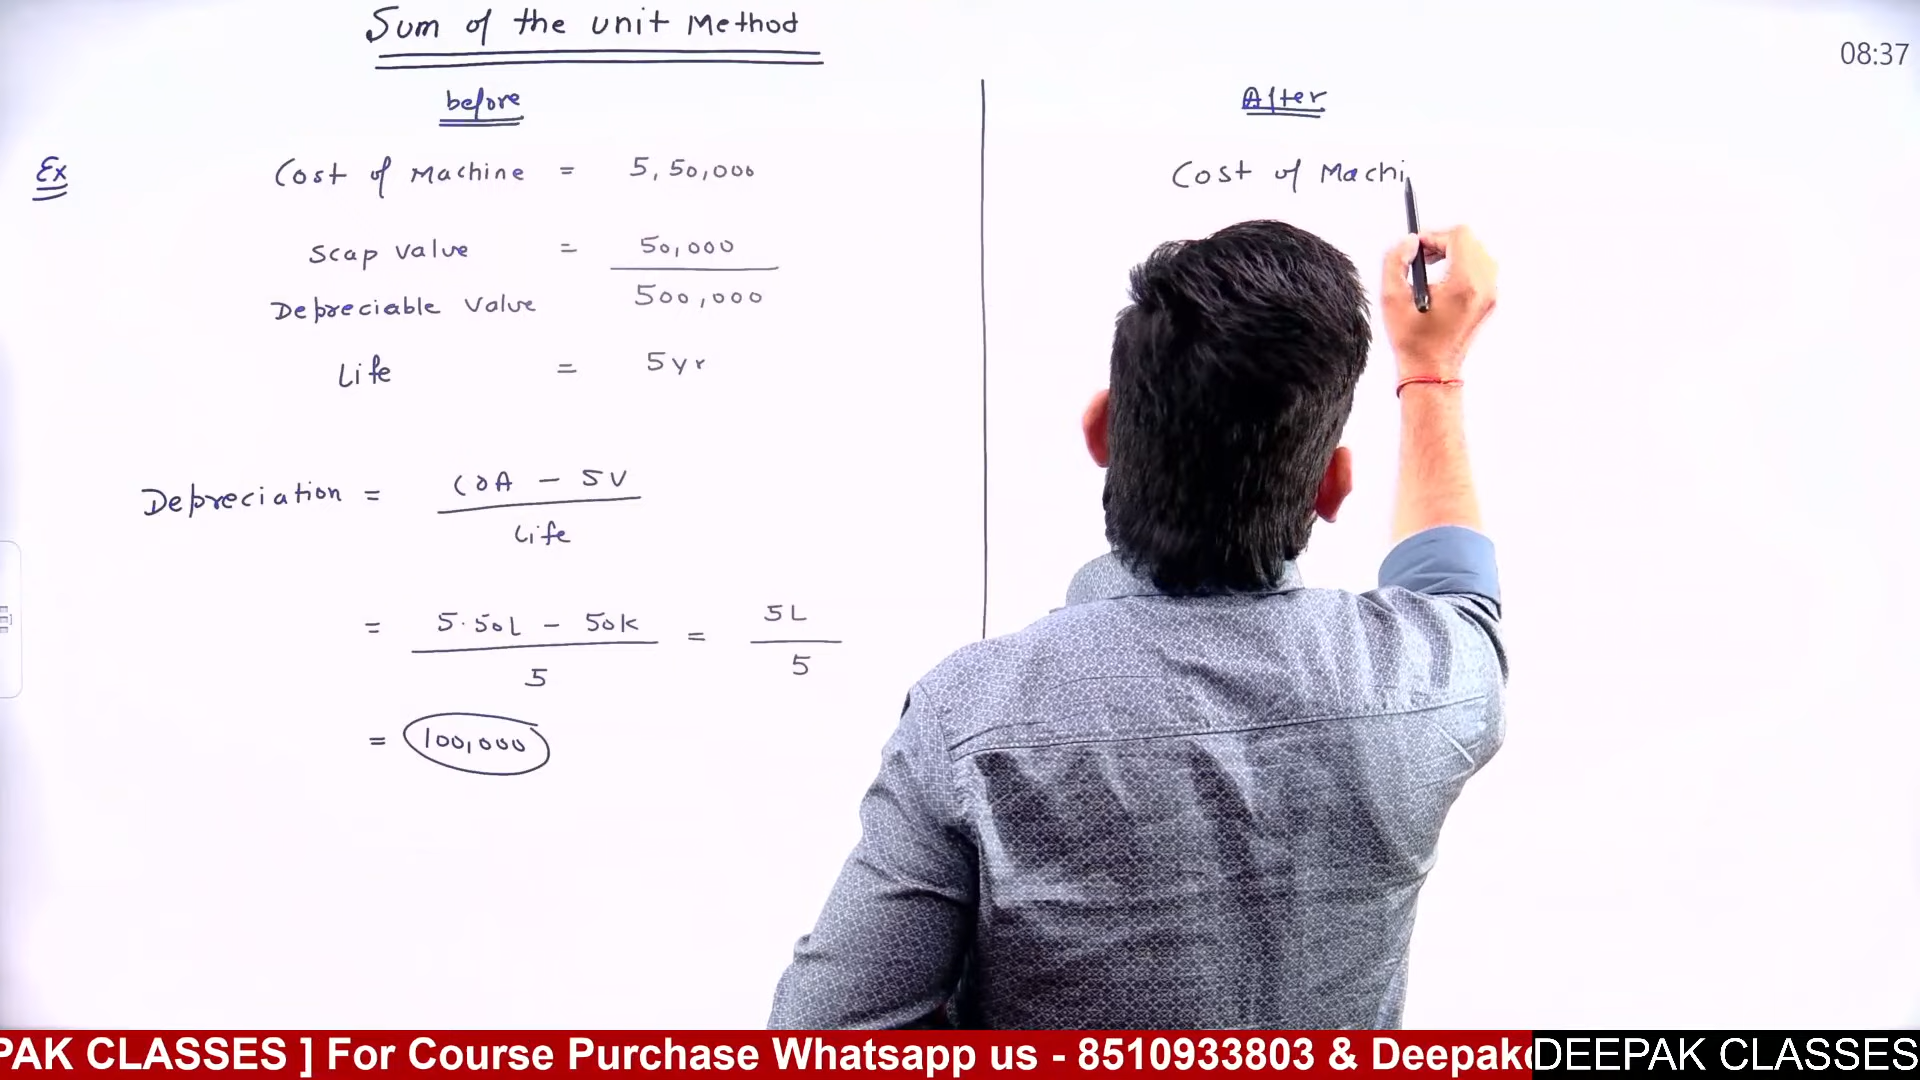 Sum of the unit Method
08:37
before
Ex
Cost of Machine = 5,50,000
Scap value = 50,000
Depreciable Value 500,000
Life = 5yr
Depreciation = COA - SV
Life
= 5.50L - 50K = 5L
5 5
= 100,000
After
Cost of Machi
PAK CLASSES ] For Course Purchase Whatsapp us - 8510933803 & Deepak
DEEPAK CLASSES